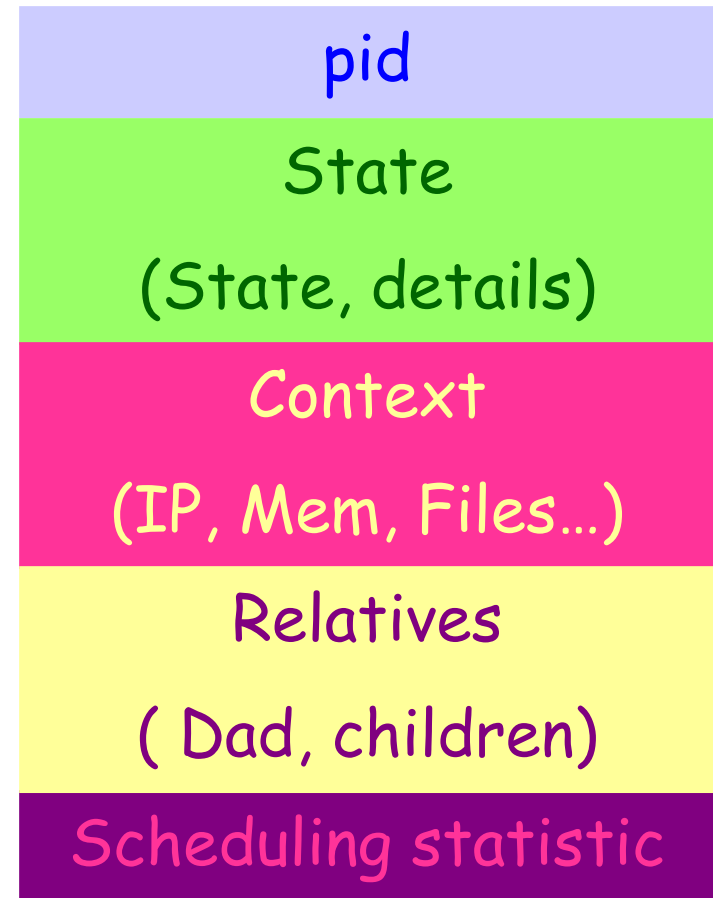 pid
State
(State, details)
Context
(IP, Mem, Files…)
Relatives
( Dad, children)
Scheduling statistic